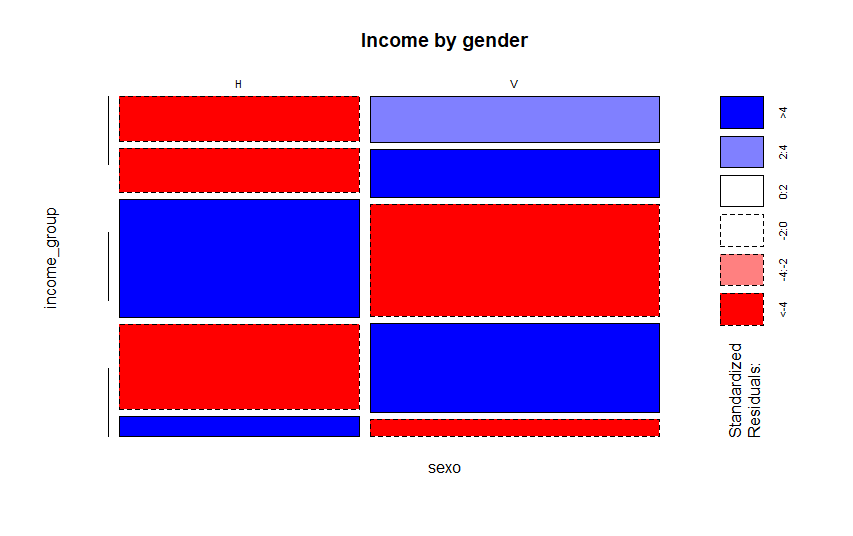 Income by gender
H
V
income_group
sexo
>4
2:4
0:2
-2:0
-4:-2
<-4
Standardized
Residuals: